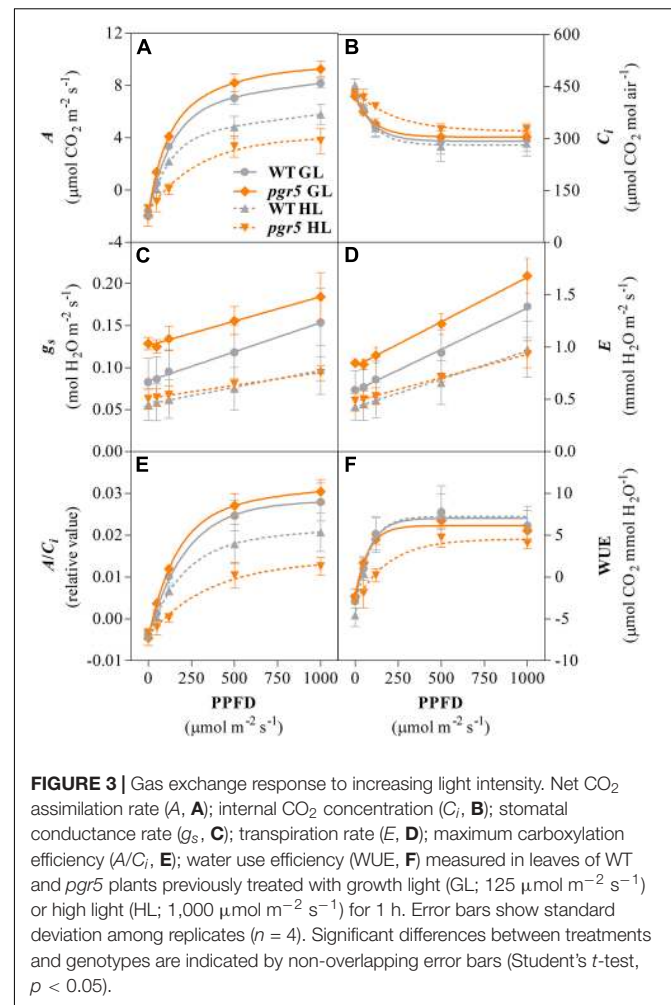 A
B
12
8
4
0
-4
A
(μmol CO2 m-2 s-1)
600
450
300
150
0
Ci
(μmol CO2 mol air-1)
WT GL
pgr5 GL
WT HL
pgr5 HL
C
D
0.20
0.15
0.10
0.05
0.00
gs
(mol H2O m-2 s-1)
1.5
1.0
0.5
0.0
E
(mmol H2O m-2 s-1)
E
F
0.03
0.02
0.01
0.00
-0.01
A/Ci
(relative value)
10
5
0
-5
-10
WUE
(μmol CO2 mmol H2O-1)
0 250 500 750 1000
0 250 500 750 1000
PPFD
(μmol m-2 s-1)
PPFD
(μmol m-2 s-1)
FIGURE 3 | Gas exchange response to increasing light intensity. Net CO2
assimilation rate (A, A); internal CO2 concentration (Ci, B); stomatal
conductance rate (gs, C); transpiration rate (E, D); maximum carboxylation
efficiency (A/Ci, E); water use efficiency (WUE, F) measured in leaves of WT
and pgr5 plants previously treated with growth light (GL; 125 μmol m-2 s-1)
or high light (HL; 1,000 μmol m-2 s-1) for 1 h. Error bars show standard
deviation among replicates (n = 4). Significant differences between treatments
and genotypes are indicated by non-overlapping error bars (Student's t-test,
p < 0.05).